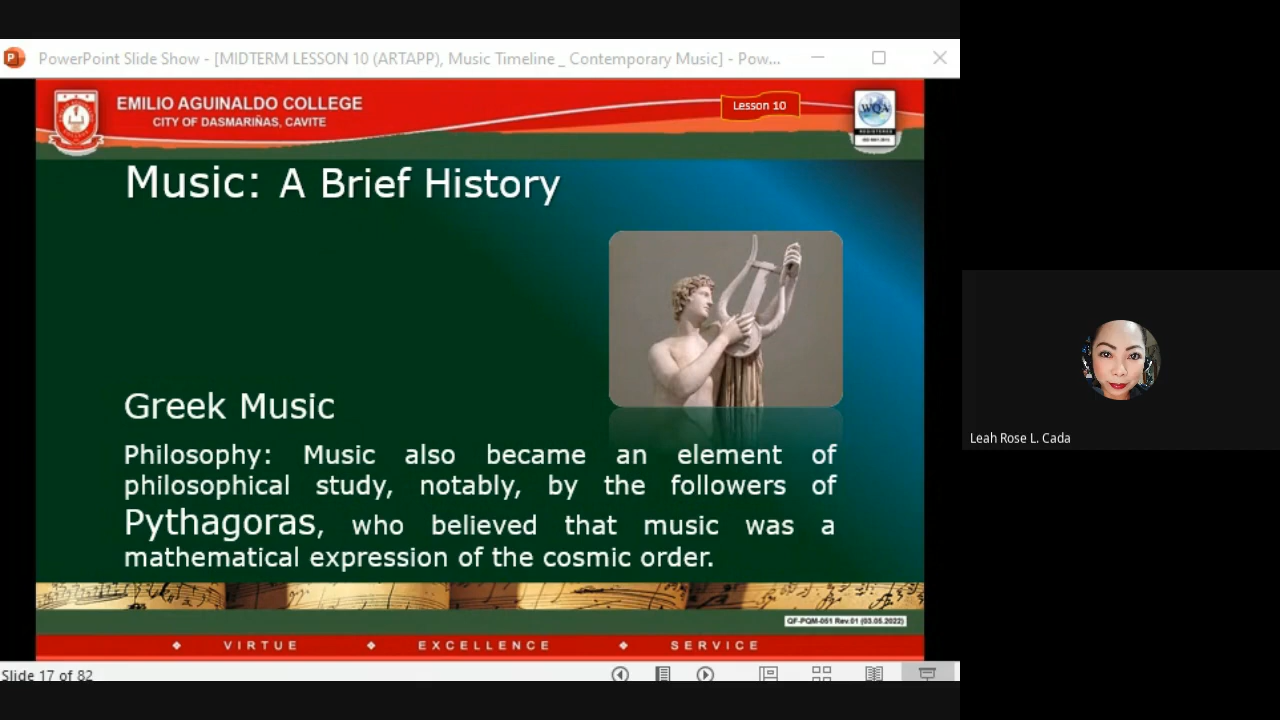 PowerPoint Slide Show - [MIDTERM LESSON 10 (ARTAPP), Music Timeline _ Contemporary Music] - Pow...
EMILIO AGUINALDO COLLEGE
CITY OF DASMARIÑAS, CAVITE
Lesson 10
WQA
Music: A Brief History
Greek Music
Philosophy: Music also became an element of
philosophical study, notably, by the followers of
Pythagoras, who believed that music was a
mathematical expression of the cosmic order.
QF-PQM-051 Rev.01 (03.05.2022)
❖ VIRTUE ❖ EXCELLENCE ❖ SERVICE
Slide 17 of 82
Leah Rose L. Cada